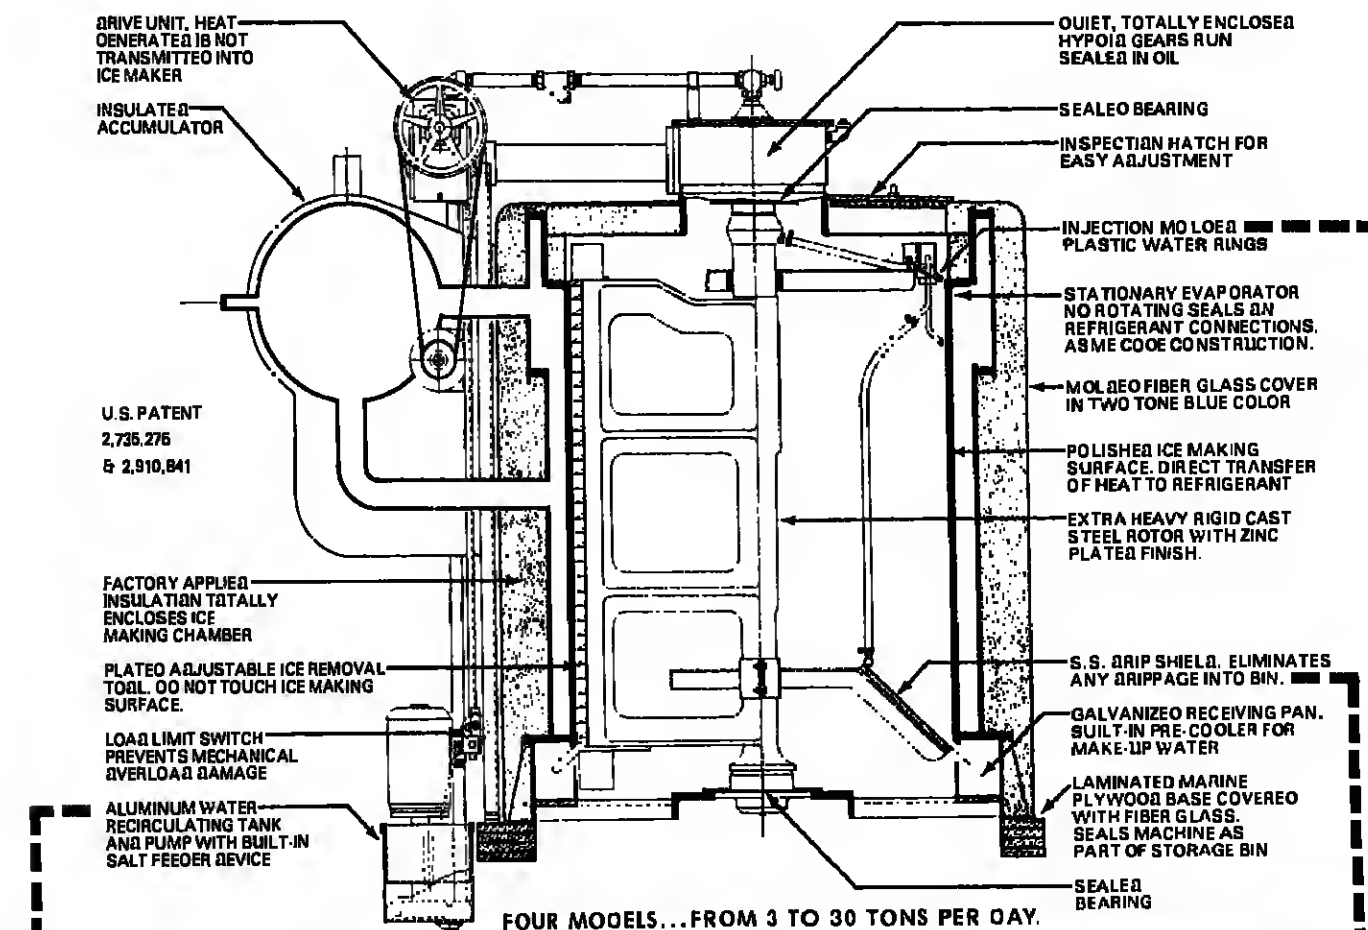 DRIVE UNIT. HEAT
GENERATED IS NOT
TRANSMITTED INTO
ICE MAKER
INSULATED
ACCUMULATOR
U.S. PATENT
2,735,275
& 2,910,841
FACTORY APPLIED
INSULATION TOTALLY
ENCLOSES ICE
MAKING CHAMBER
PLATED ADJUSTABLE ICE REMOVAL
TOOL. DO NOT TOUCH ICE MAKING
SURFACE.
LOAD LIMIT SWITCH
PREVENTS MECHANICAL
OVERLOAD DAMAGE
ALUMINUM WATER
RECIRCULATING TANK
AND PUMP WITH BUILT-IN
SALT FEEDER DEVICE
QUIET, TOTALLY ENCLOSED
HYPOID GEARS RUN
SEALED IN OIL
SEALED BEARING
INSPECTION HATCH FOR
EASY ADJUSTMENT
INJECTION MOLDED
PLASTIC WATER RINGS
STATIONARY EVAPORATOR
NO ROTATING SEALS ON
REFRIGERANT CONNECTIONS.
ASME CODE CONSTRUCTION.
MOLDED FIBER GLASS COVER
IN TWO TONE BLUE COLOR
POLISHED ICE MAKING
SURFACE. DIRECT TRANSFER
OF HEAT TO REFRIGERANT
EXTRA HEAVY RIGID CAST
STEEL ROTOR WITH ZINC
PLATED FINISH.
S.S. DRIP SHIELD. ELIMINATES
ANY DRIPPAGE INTO BIN.
GALVANIZED RECEIVING PAN.
BUILT-IN PRE-COOLER FOR
MAKE-UP WATER
LAMINATED MARINE
PLYWOOD BASE COVERED
WITH FIBER GLASS.
SEALS MACHINE AS
PART OF STORAGE BIN
SEALED
BEARING
FOUR MODELS...FROM 3 TO 30 TONS PER DAY.